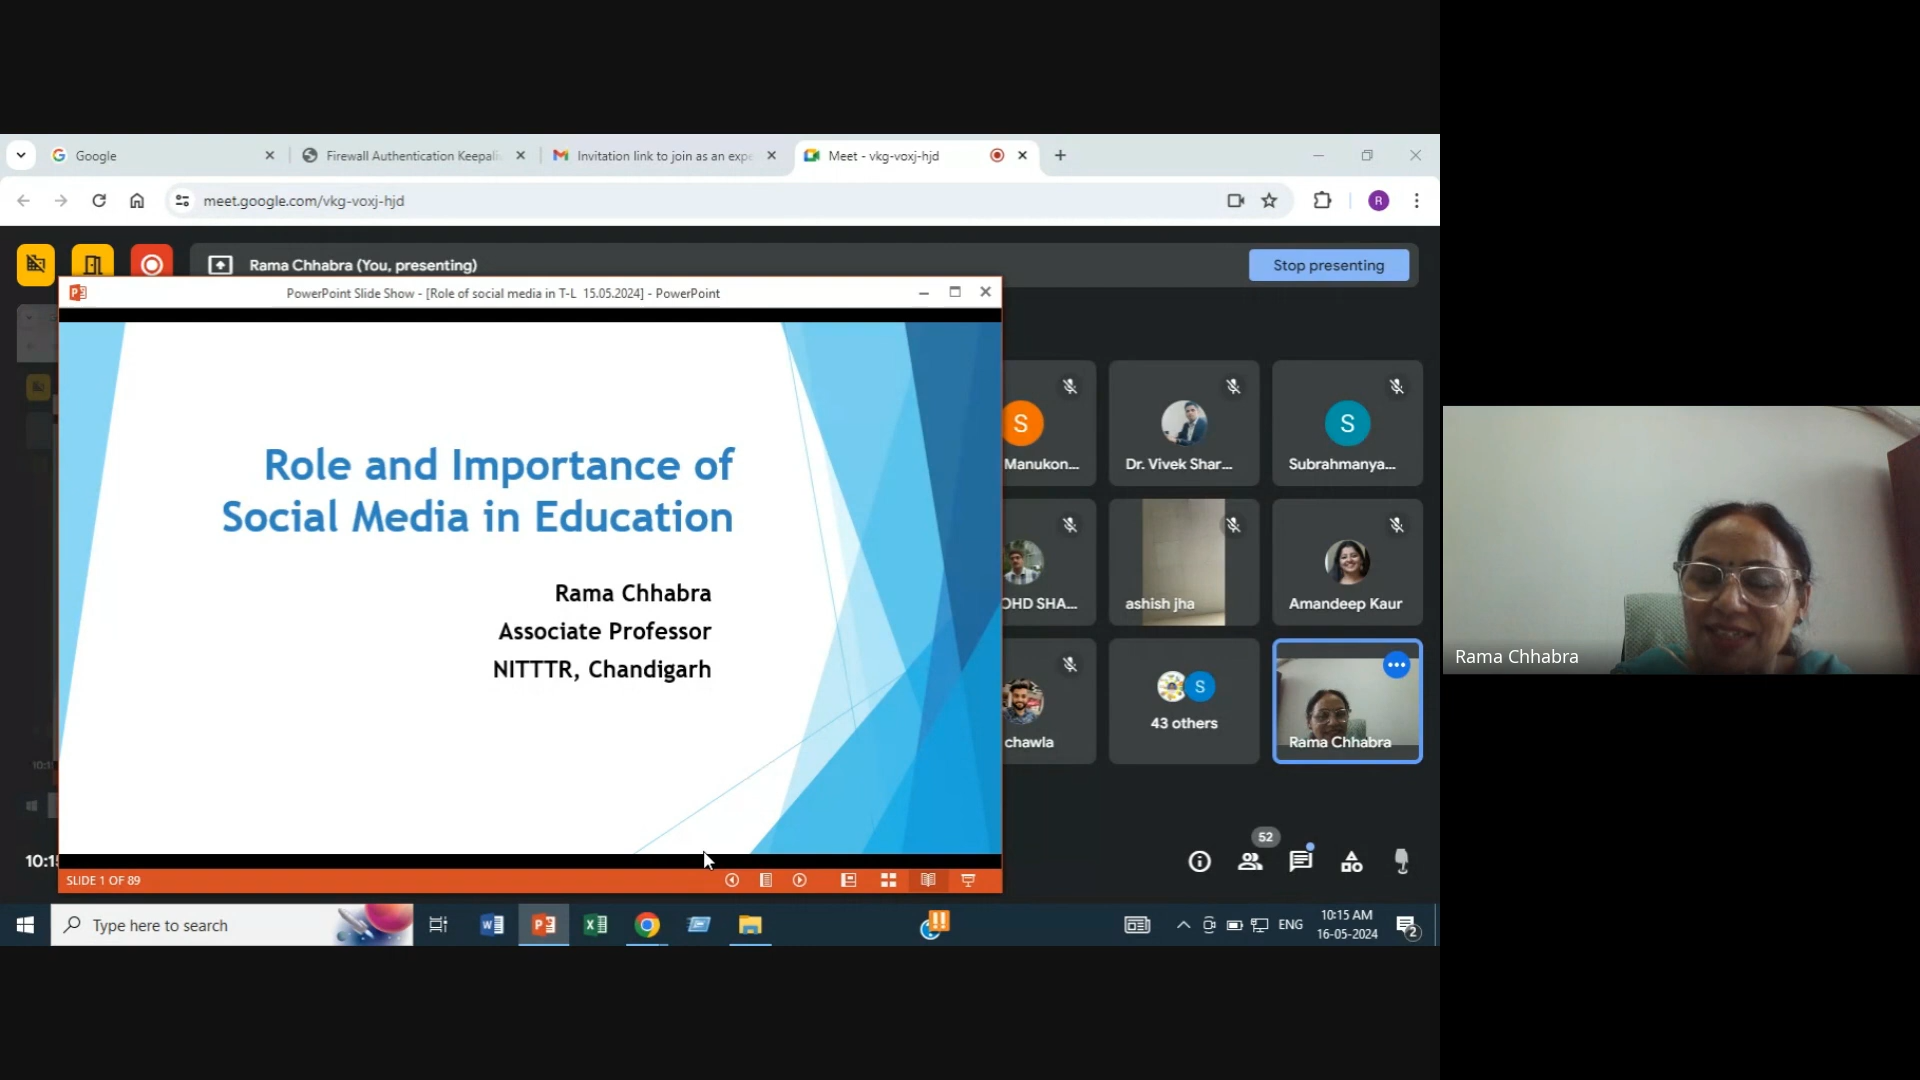 Google
Firewall Authentication Keepali
Invitation link to join as an expe
Meet - vkg-voxj-hjd
meet.google.com/vkg-voxj-hjd
R
Rama Chhabra (You, presenting)
Stop presenting
PowerPoint Slide Show - [Role of social media in T-L 15.05.2024] - PowerPoint
Role and Importance of
Social Media in Education
Rama Chhabra
Associate Professor
NITTTR, Chandigarh
S
Manukon...
Dr. Vivek Shar...
S
Subrahmanya...
OHD SHA...
ashish jha
Amandeep Kaur
chawla
S
43 others
Rama Chhabra
Rama Chhabra
52
10:1
SLIDE 1 OF 89
Type here to search
ENG
10:15 AM
16-05-2024
2